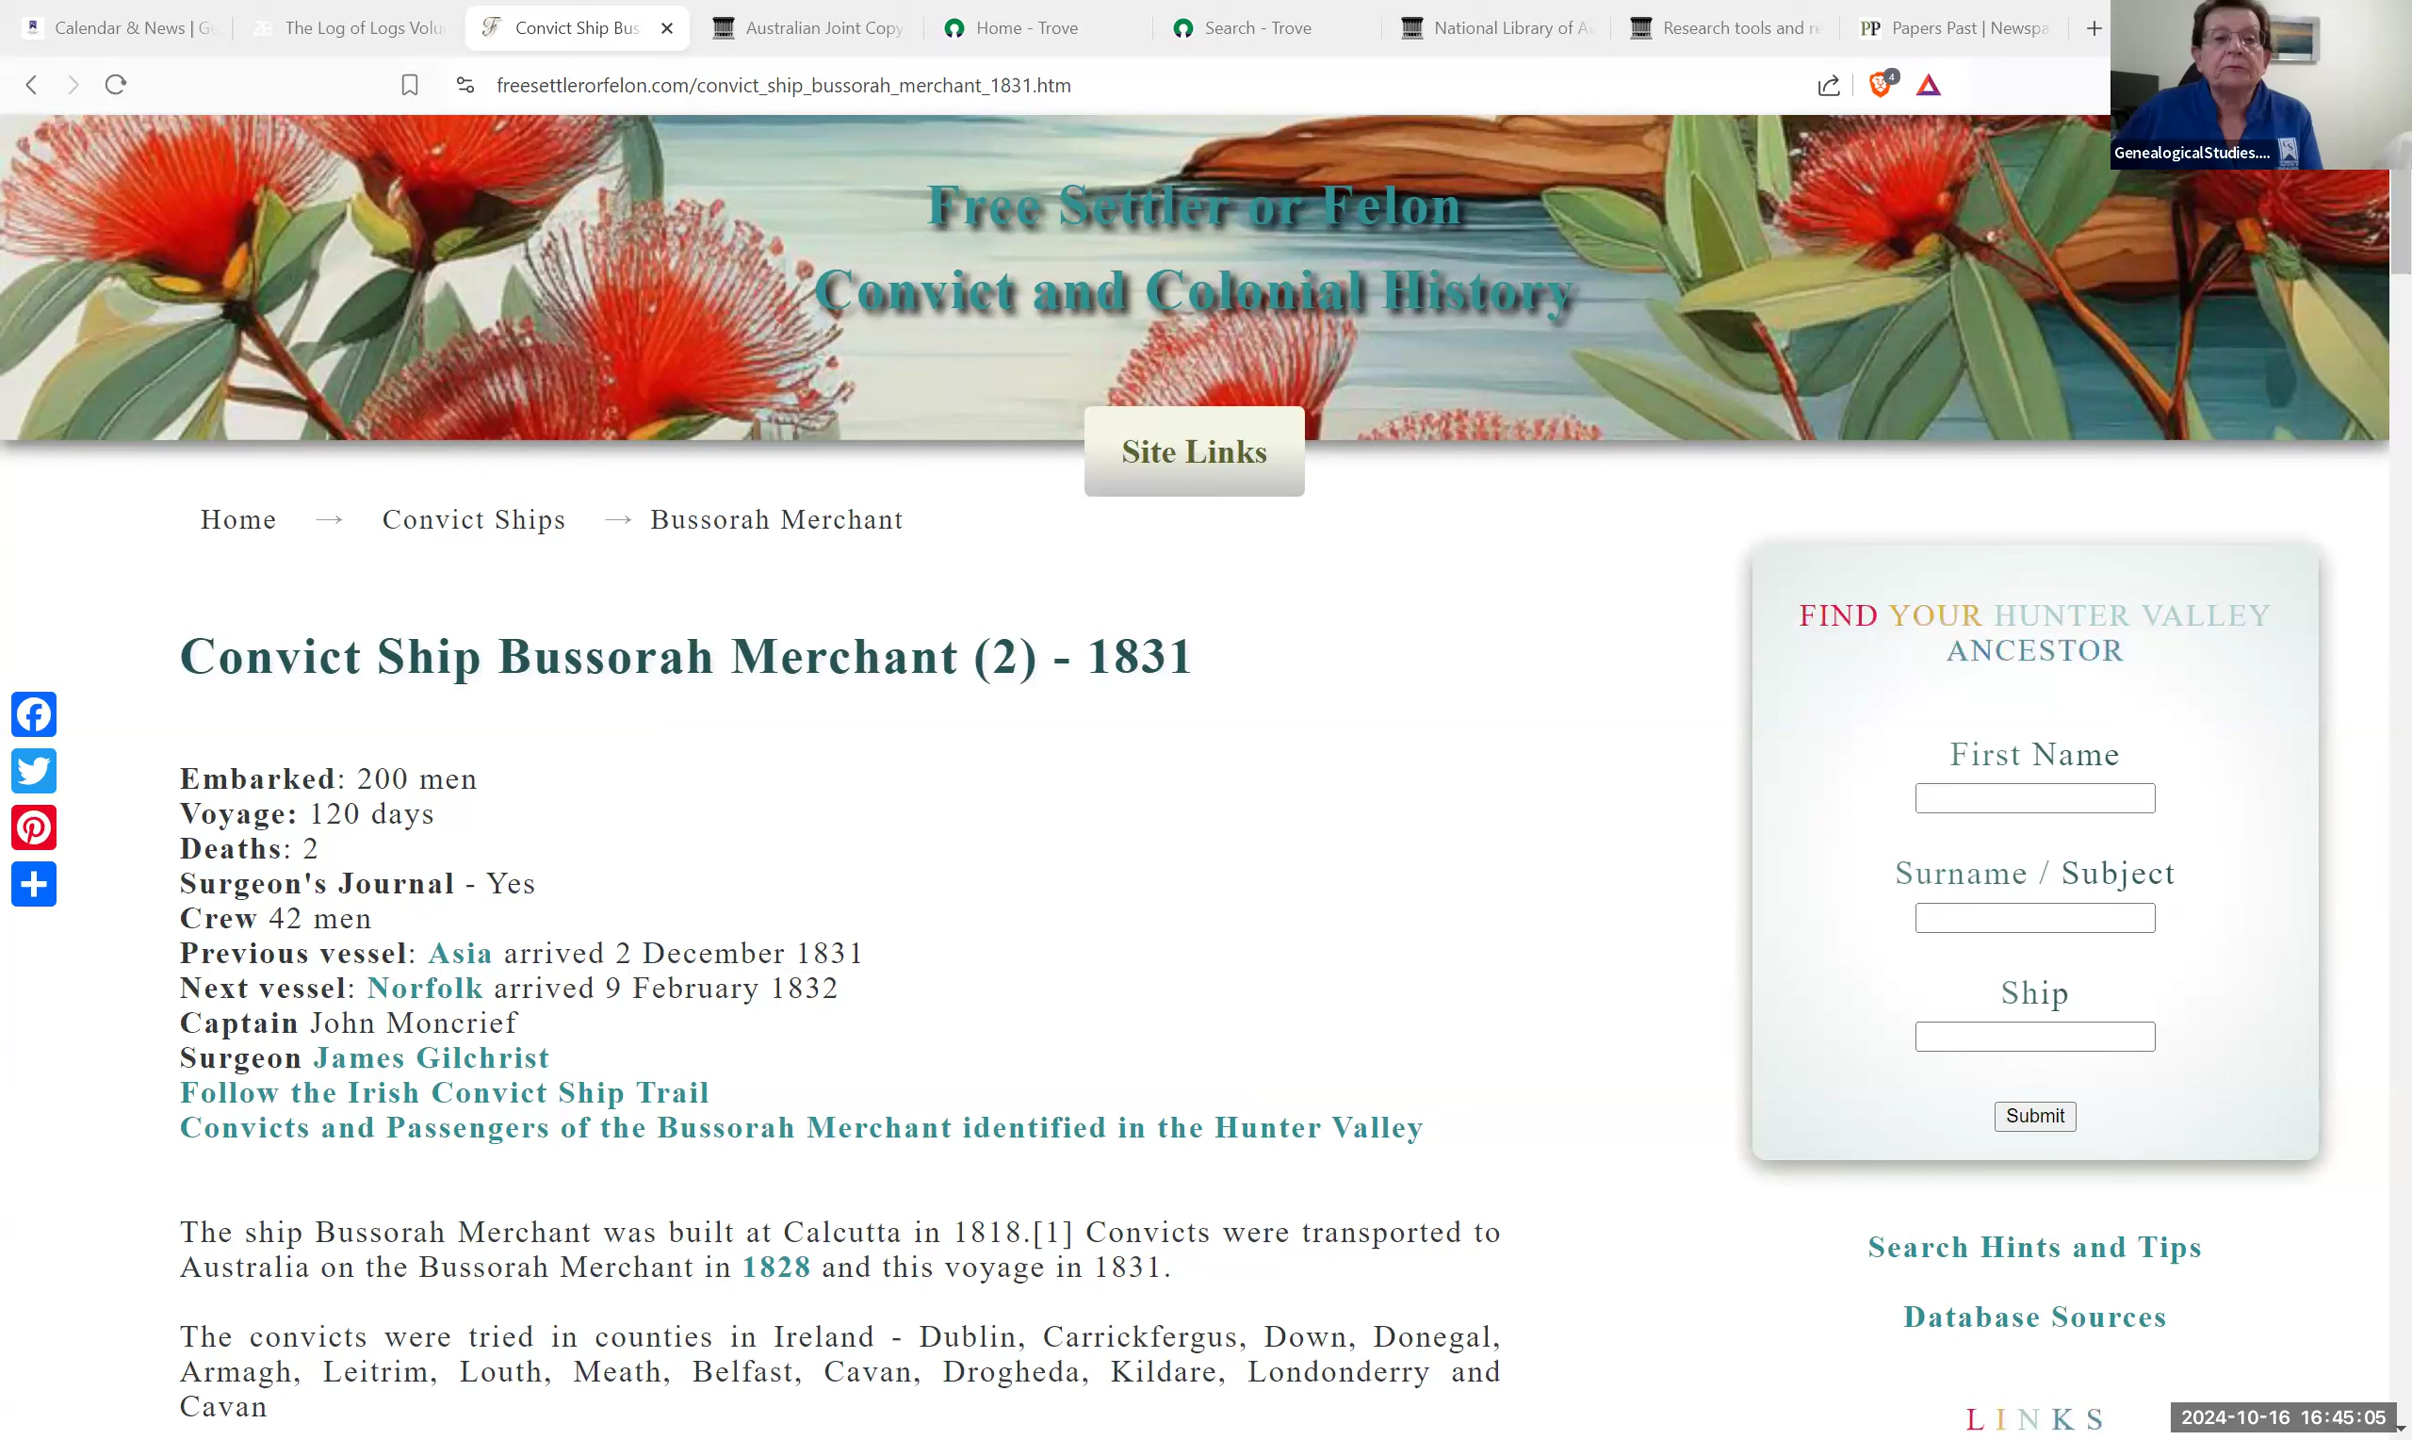 Calendar & News | Ge
The Log of Logs Volu
Convict Ship Bus
Australian Joint Copy
Home - Trove
Search - Trove
National Library of Au
Research tools and re
PP Papers Past | Newspa
freesettlerorfelon.com/convict_ship_bussorah_merchant_1831.htm
4
GenealogicalStudies....
Free Settler or Felon
Convict and Colonial History
Site Links
Home → Convict Ships → Bussorah Merchant
Convict Ship Bussorah Merchant (2) - 1831
Embarked: 200 men
Voyage: 120 days
Deaths: 2
Surgeon's Journal - Yes
Crew 42 men
Previous vessel: Asia arrived 2 December 1831
Next vessel: Norfolk arrived 9 February 1832
Captain John Moncrief
Surgeon James Gilchrist
Follow the Irish Convict Ship Trail
Convicts and Passengers of the Bussorah Merchant identified in the Hunter Valley
The ship Bussorah Merchant was built at Calcutta in 1818.[1] Convicts were transported to
Australia on the Bussorah Merchant in 1828 and this voyage in 1831.
The convicts were tried in counties in Ireland - Dublin, Carrickfergus, Down, Donegal,
Armagh, Leitrim, Louth, Meath, Belfast, Cavan, Drogheda, Kildare, Londonderry and
Cavan
FIND YOUR HUNTER VALLEY
ANCESTOR
First Name
Surname / Subject
Ship
Submit
Search Hints and Tips
Database Sources
LINKS
2024-10-16 16:45:05